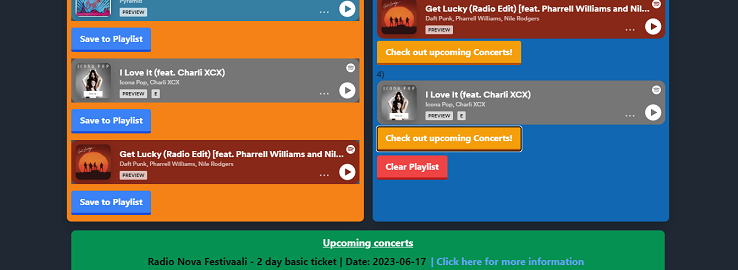 Pyramid
PREVIEW
Save to Playlist
I Love It (feat. Charli XCX)
Icona Pop, Charli XCX
PREVIEW E
Save to Playlist
Get Lucky (Radio Edit) [feat. Pharrell Williams and Nil...
Daft Punk, Pharrell Williams, Nile Rodgers
PREVIEW
Save to Playlist
Get Lucky (Radio Edit) [feat. Pharrell Williams and Nil...
Daft Punk, Pharrell Williams, Nile Rodgers
PREVIEW
Check out upcoming Concerts!
4)
I Love It (feat. Charli XCX)
Icona Pop, Charli XCX
PREVIEW E
Check out upcoming Concerts!
Clear Playlist
Upcoming concerts
Radio Nova Festivaali - 2 day basic ticket | Date: 2023-06-17 | Click here for more information